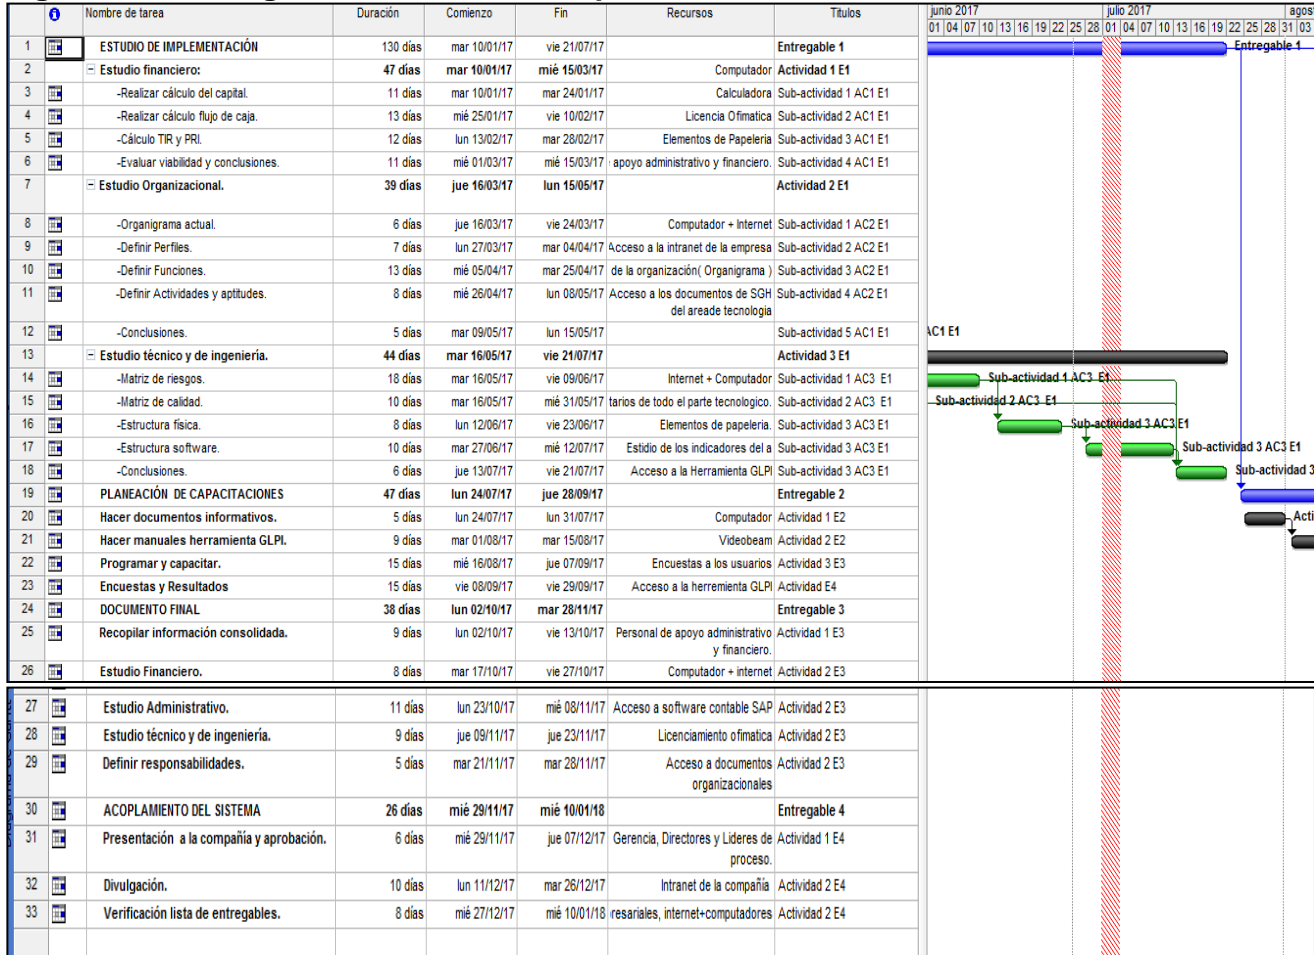 Nombre de tarea Duración Comienzo Fin Recursos Titulos
junio 2017 julio 2017
01 04 07 10 13 16 19 22 25 28 01 04 07 10 13 16 19 22 25 28 31 03
1 ESTUDIO DE IMPLEMENTACIÓN 130 días mar 10/01/17 vie 21/07/17 Entregable 1 Entregable 1
2 Estudio financiero: 47 días mar 10/01/17 mié 15/03/17 Computador Actividad 1 E1
3 -Realizar cálculo del capital. 11 días mar 10/01/17 mar 24/01/17 Calculadora Sub-actividad 1 AC1 E1
4 -Realizar cálculo flujo de caja. 13 días mié 25/01/17 vie 10/02/17 Licencia Ofimatica Sub-actividad 2 AC1 E1
5 -Cálculo TIR y PRI. 12 días lun 13/02/17 mar 28/02/17 Elementos de Papeleria Sub-actividad 3 AC1 E1
6 -Evaluar viabilidad y conclusiones. 11 días mié 01/03/17 mié 15/03/17 apoyo administrativo y financiero. Sub-actividad 4 AC1 E1
7 Estudio Organizacional. 39 días jue 16/03/17 lun 15/05/17 Actividad 2 E1
8 -Organigrama actual. 6 días jue 16/03/17 vie 24/03/17 Computador + Internet Sub-actividad 1 AC2 E1
9 -Definir Perfiles. 7 días lun 27/03/17 mar 04/04/17 Acceso a la intranet de la empresa Sub-actividad 2 AC2 E1
10 -Definir Funciones. 13 días mié 05/04/17 mar 25/04/17 de la organización( Organigrama ) Sub-actividad 3 AC2 E1
11 -Definir Actividades y aptitudes. 8 días mié 26/04/17 lun 08/05/17 Acceso a los documentos de SGH Sub-actividad 4 AC2 E1
del areade tecnologia
12 -Conclusiones. 5 días mar 09/05/17 lun 15/05/17 Sub-actividad 5 AC1 E1 AC1 E1
13 Estudio técnico y de ingeniería. 44 días mar 16/05/17 vie 21/07/17 Actividad 3 E1
14 -Matriz de riesgos. 18 días mar 16/05/17 vie 09/06/17 Internet + Computador Sub-actividad 1 AC3 E1 Sub-actividad 1 AC3 E1
15 -Matriz de calidad. 10 días mar 16/05/17 mié 31/05/17 tarios de todo el parte tecnologico. Sub-actividad 2 AC3 E1 Sub-actividad 2 AC3 E1
16 -Estructura física. 8 días lun 12/06/17 vie 23/06/17 Elementos de papeleria. Sub-actividad 3 AC3 E1 Sub-actividad 3 AC3 E1
17 -Estructura software. 10 días mar 27/06/17 mié 12/07/17 Estidio de los indicadores del a Sub-actividad 3 AC3 E1 Sub-actividad 3 AC3 E1
18 -Conclusiones. 6 días jue 13/07/17 vie 21/07/17 Acceso a la Herramienta GLPI Sub-actividad 3 AC3 E1 Sub-actividad 3
19 PLANEACIÓN DE CAPACITACIONES 47 días lun 24/07/17 jue 28/09/17 Entregable 2
20 Hacer documentos informativos. 5 días lun 24/07/17 lun 31/07/17 Computador Actividad 1 E2 Acti
21 Hacer manuales herramienta GLPI. 9 días mar 01/08/17 mar 15/08/17 Videobeam Actividad 2 E2
22 Programar y capacitar. 15 días mié 16/08/17 jue 07/09/17 Encuestas a los usuarios Actividad 3 E3
23 Encuestas y Resultados 15 días vie 08/09/17 vie 29/09/17 Acceso a la herremienta GLPI Actividad E4
24 DOCUMENTO FINAL 38 días lun 02/10/17 mar 28/11/17 Entregable 3
25 Recopilar información consolidada. 9 días lun 02/10/17 vie 13/10/17 Personal de apoyo administrativo Actividad 1 E3
y financiero.
26 Estudio Financiero. 8 días mar 17/10/17 vie 27/10/17 Computador + internet Actividad 2 E3
27 Estudio Administrativo. 11 días lun 23/10/17 mié 08/11/17 Acceso a software contable SAP Actividad 2 E3
28 Estudio técnico y de ingeniería. 9 días jue 09/11/17 jue 23/11/17 Licenciamiento ofimatica Actividad 2 E3
29 Definir responsabilidades. 5 días mar 21/11/17 mar 28/11/17 Acceso a documentos Actividad 2 E3
organizacionales
30 ACOPLAMIENTO DEL SISTEMA 26 días mié 29/11/17 mié 10/01/18 Entregable 4
31 Presentación a la compañía y aprobación. 6 días mié 29/11/17 jue 07/12/17 Gerencia, Directores y Lideres de Actividad 1 E4
proceso.
32 Divulgación. 10 días lun 11/12/17 mar 26/12/17 Intranet de la compañía Actividad 2 E4
33 Verificación lista de entregables. 8 días mié 27/12/17 mié 10/01/18 resariales, internet+computadores Actividad 2 E4